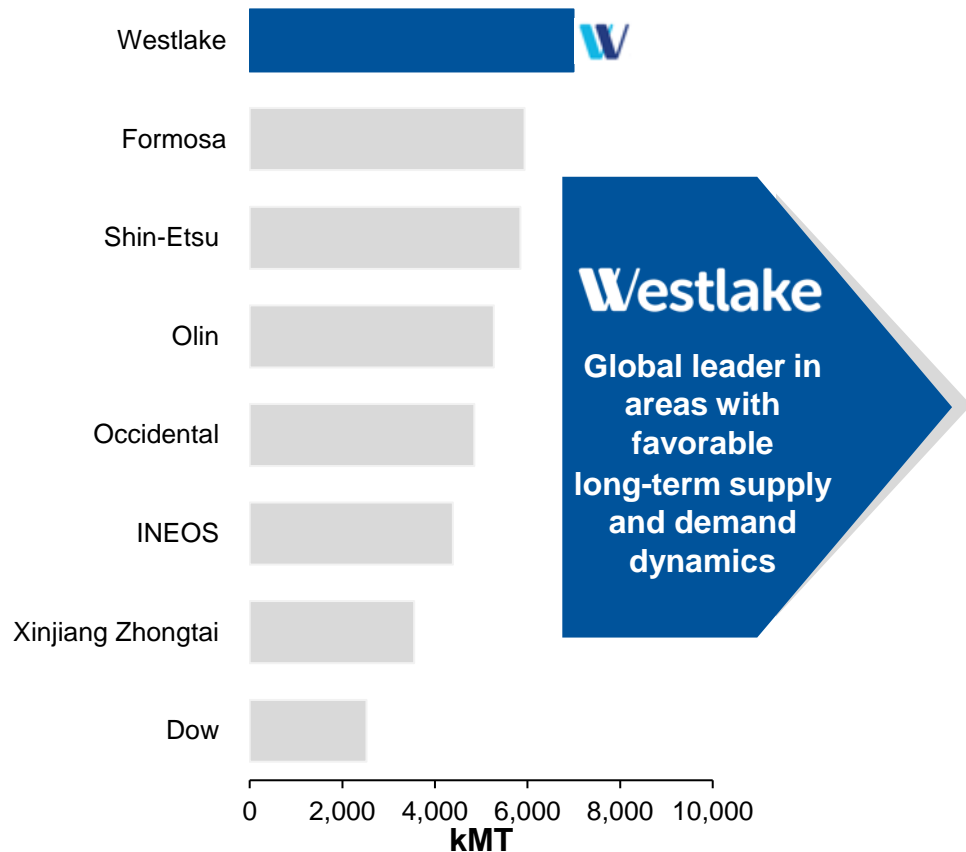 Westlake
Formosa
Shin-Etsu
Olin
Occidental
INEOS
Xinjiang Zhongtai
Dow
Westlake
Global leader in
areas with
favorable
long-term supply
and demand
dynamics
0 2,000 4,000 6,000 8,000 10,000
kMT